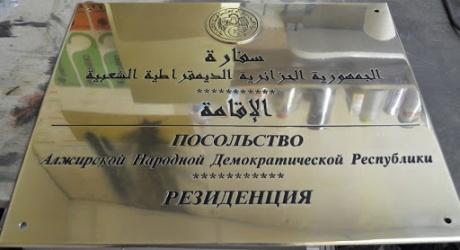 سفارة
الجمهورية الجزائرية الديمقراطية الشعبية
***********
الإقامة
ПОСОЛЬСТВО
Алжирской Народной Демократической Республики
***********
РЕЗИДЕНЦИЯ